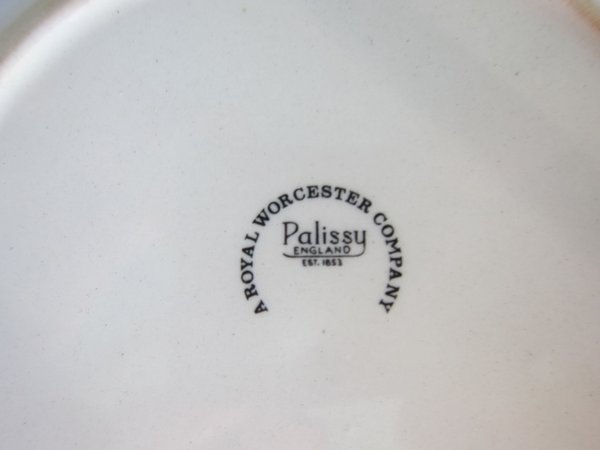 A ROYAL WORCESTER COMPANY
Palissy
ENGLAND
EST. 1853